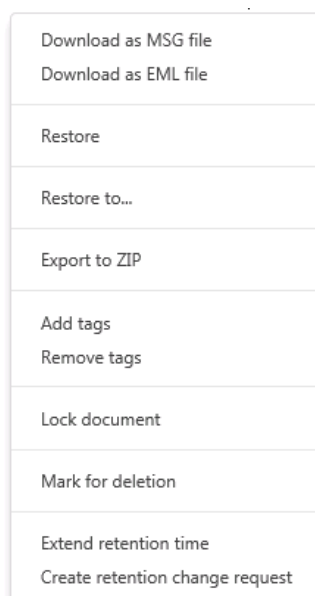 Download as MSG file
Download as EML file
Restore
Restore to...
Export to ZIP
Add tags
Remove tags
Lock document
Mark for deletion
Extend retention time
Create retention change request